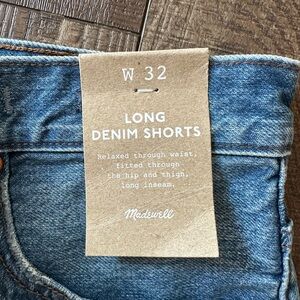 W 32
LONG
DENIM SHORTS
Relaxed through waist,
fitted through
the hip and thigh,
long inseam.
Madewell